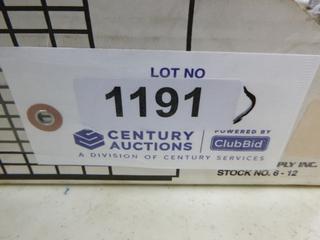 LOT NO
1191
CENTURY AUCTIONS
POWERED BY
ClubBid
A DIVISION OF CENTURY SERVICES
PLY INC.
STOCK NO. 6-12